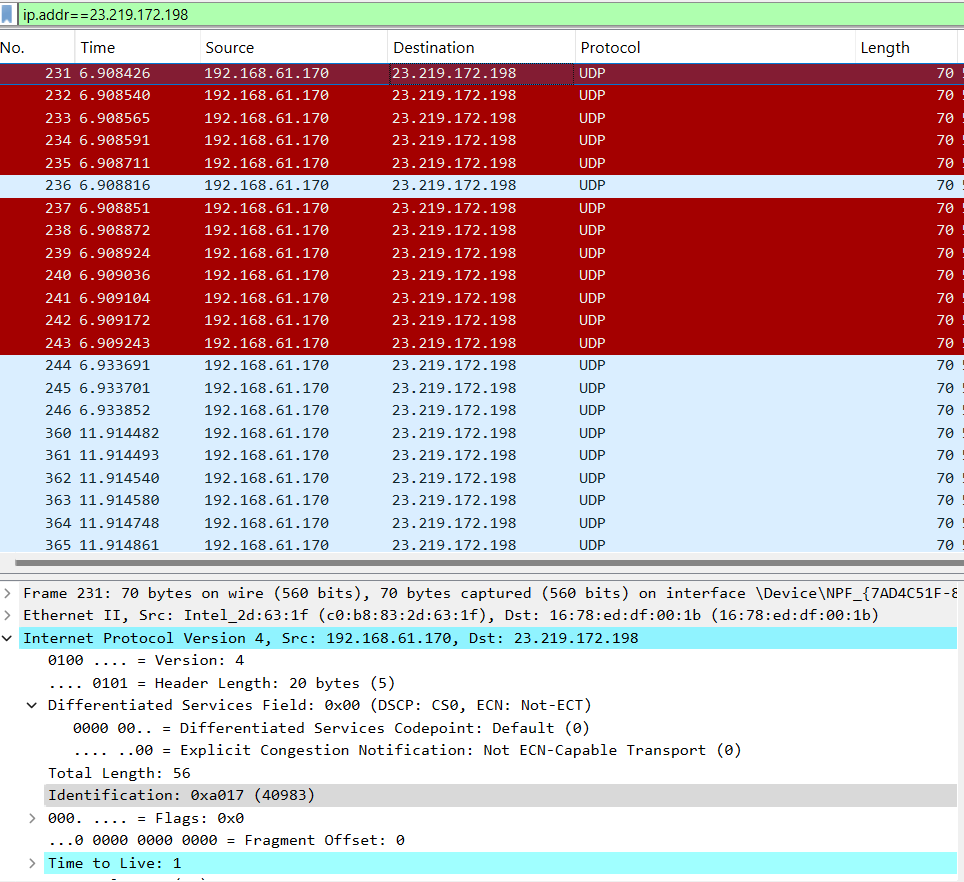 ip.addr==23.219.172.198
No. Time Source Destination Protocol Length
231 6.908426 192.168.61.170 23.219.172.198 UDP 70
232 6.908540 192.168.61.170 23.219.172.198 UDP 70
233 6.908565 192.168.61.170 23.219.172.198 UDP 70
234 6.908591 192.168.61.170 23.219.172.198 UDP 70
235 6.908711 192.168.61.170 23.219.172.198 UDP 70
236 6.908816 192.168.61.170 23.219.172.198 UDP 70
237 6.908851 192.168.61.170 23.219.172.198 UDP 70
238 6.908872 192.168.61.170 23.219.172.198 UDP 70
239 6.908924 192.168.61.170 23.219.172.198 UDP 70
240 6.909036 192.168.61.170 23.219.172.198 UDP 70
241 6.909104 192.168.61.170 23.219.172.198 UDP 70
242 6.909172 192.168.61.170 23.219.172.198 UDP 70
243 6.909243 192.168.61.170 23.219.172.198 UDP 70
244 6.933691 192.168.61.170 23.219.172.198 UDP 70
245 6.933701 192.168.61.170 23.219.172.198 UDP 70
246 6.933852 192.168.61.170 23.219.172.198 UDP 70
360 11.914482 192.168.61.170 23.219.172.198 UDP 70
361 11.914493 192.168.61.170 23.219.172.198 UDP 70
362 11.914540 192.168.61.170 23.219.172.198 UDP 70
363 11.914580 192.168.61.170 23.219.172.198 UDP 70
364 11.914748 192.168.61.170 23.219.172.198 UDP 70
365 11.914861 192.168.61.170 23.219.172.198 UDP 70
Frame 231: 70 bytes on wire (560 bits), 70 bytes captured (560 bits) on interface \Device\NPF_{7AD4C51F-8
Ethernet II, Src: Intel_2d:63:1f (c0:b8:83:2d:63:1f), Dst: 16:78:ed:df:00:1b (16:78:ed:df:00:1b)
Internet Protocol Version 4, Src: 192.168.61.170, Dst: 23.219.172.198
0100 .... = Version: 4
.... 0101 = Header Length: 20 bytes (5)
Differentiated Services Field: 0x00 (DSCP: CS0, ECN: Not-ECT)
0000 00.. = Differentiated Services Codepoint: Default (0)
.... ..00 = Explicit Congestion Notification: Not ECN-Capable Transport (0)
Total Length: 56
Identification: 0xa017 (40983)
000. .... = Flags: 0x0
...0 0000 0000 0000 = Fragment Offset: 0
Time to Live: 1